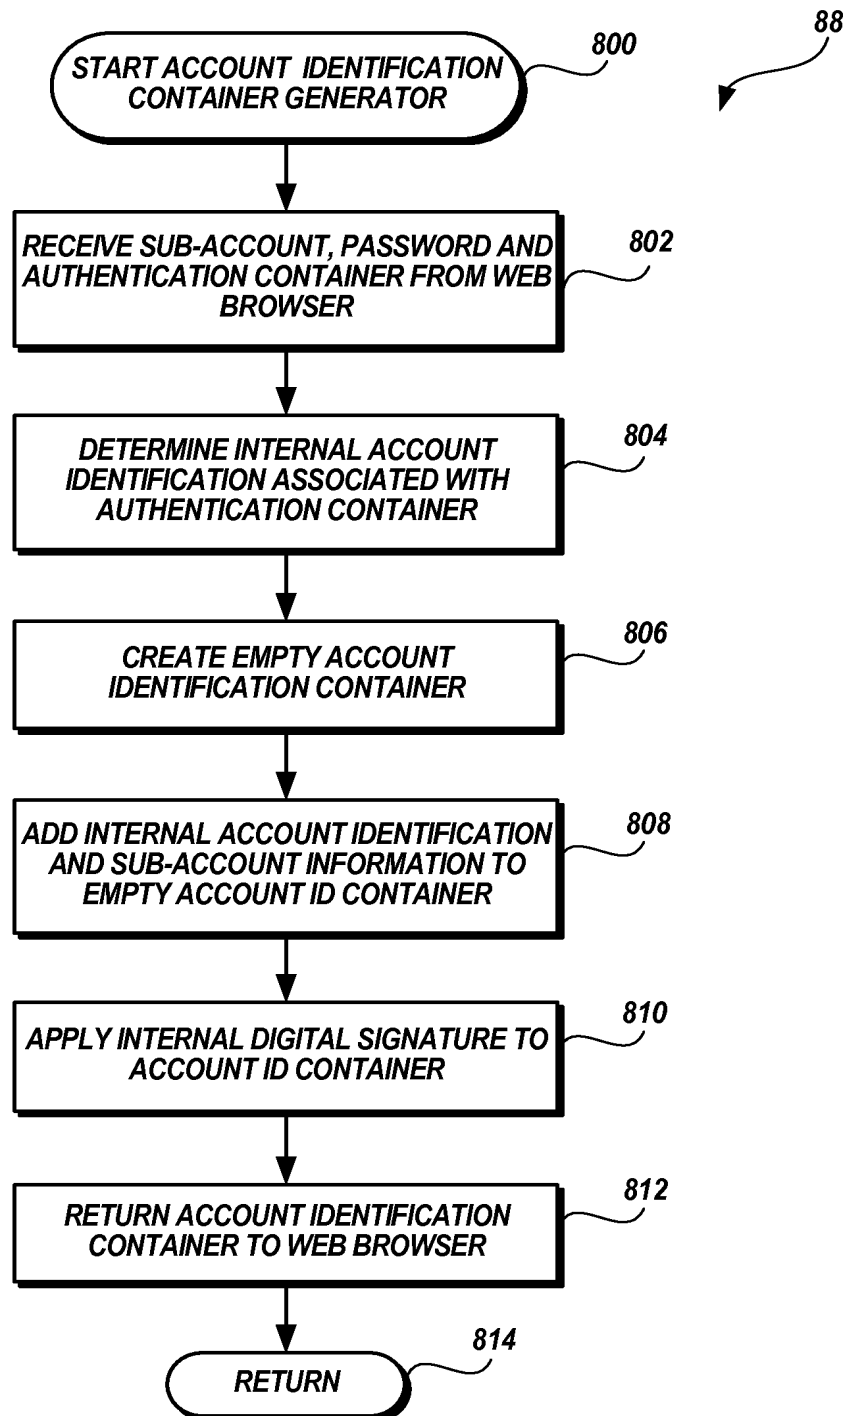 88
START ACCOUNT IDENTIFICATION
CONTAINER GENERATOR
800
RECEIVE SUB-ACCOUNT, PASSWORD AND
AUTHENTICATION CONTAINER FROM WEB
BROWSER
802
DETERMINE INTERNAL ACCOUNT
IDENTIFICATION ASSOCIATED WITH
AUTHENTICATION CONTAINER
804
CREATE EMPTY ACCOUNT
IDENTIFICATION CONTAINER
806
ADD INTERNAL ACCOUNT IDENTIFICATION
AND SUB-ACCOUNT INFORMATION TO
EMPTY ACCOUNT ID CONTAINER
808
APPLY INTERNAL DIGITAL SIGNATURE TO
ACCOUNT ID CONTAINER
810
RETURN ACCOUNT IDENTIFICATION
CONTAINER TO WEB BROWSER
812
RETURN
814